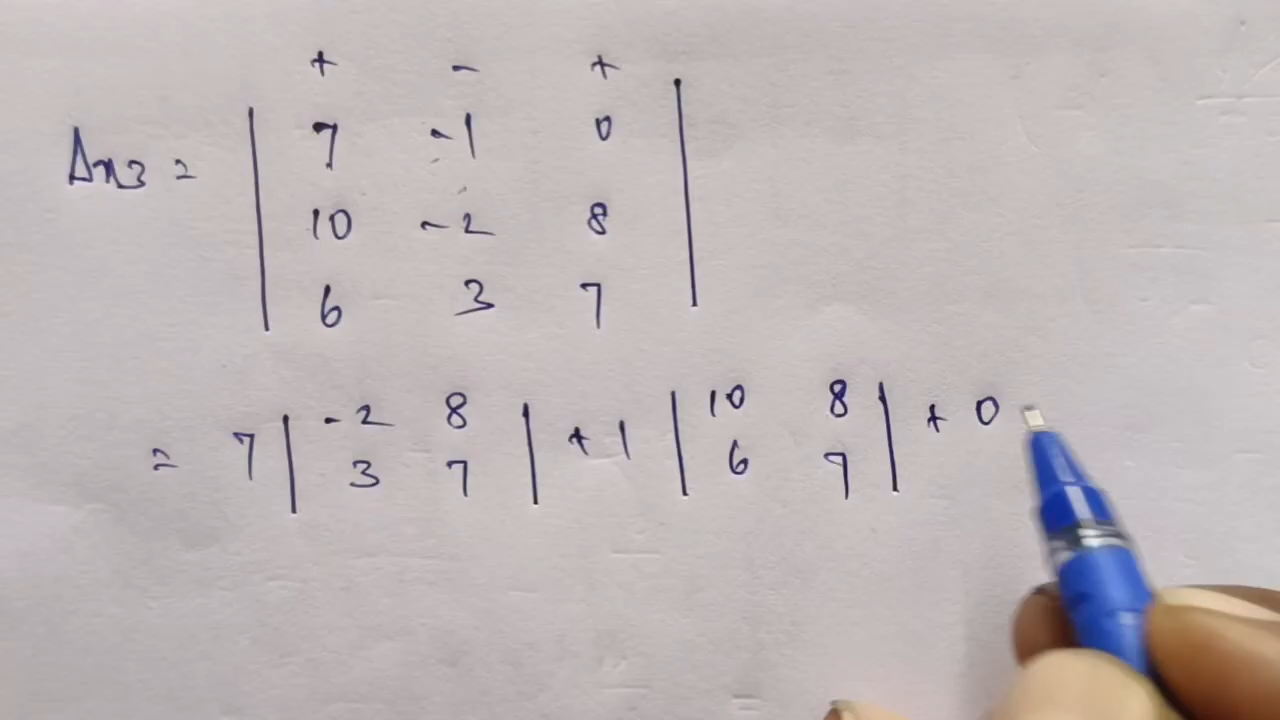 + - +
Δx3 = | 7 -1 0 |
| 10 -2 8 |
| 6 3 7 |
= 7 | -2 8 | + 1 | 10 8 | + 0
| 3 7 | | 6 7 |